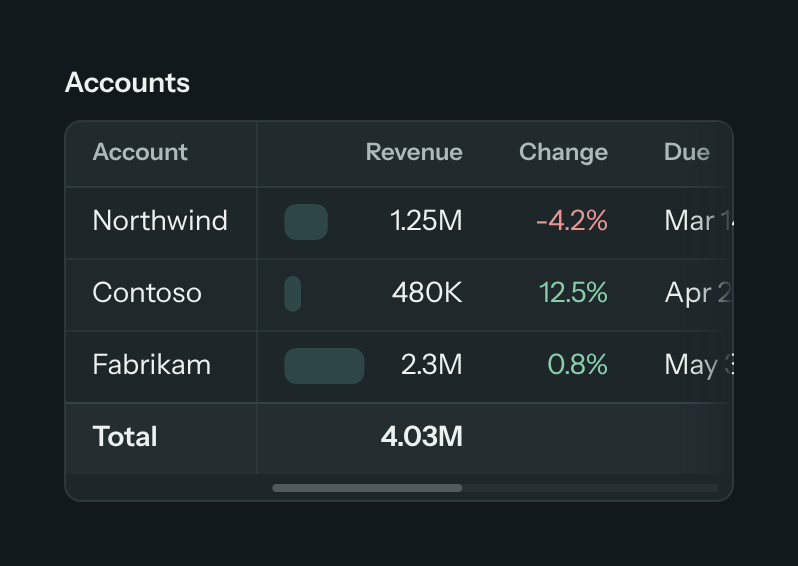 Accounts
Account Revenue Change Due
Northwind 1.25M -4.2% Mar
Contoso 480K 12.5% Apr
Fabrikam 2.3M 0.8% May
Total 4.03M